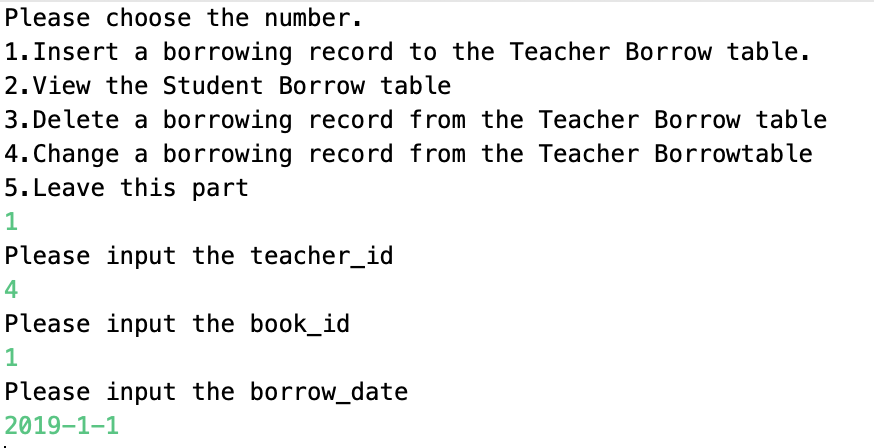 Please choose the number.
1.Insert a borrowing record to the Teacher Borrow table.
2.View the Student Borrow table
3.Delete a borrowing record from the Teacher Borrow table
4.Change a borrowing record from the Teacher Borrowtable
5.Leave this part
1
Please input the teacher_id
4
Please input the book_id
1
Please input the borrow_date
2019-1-1